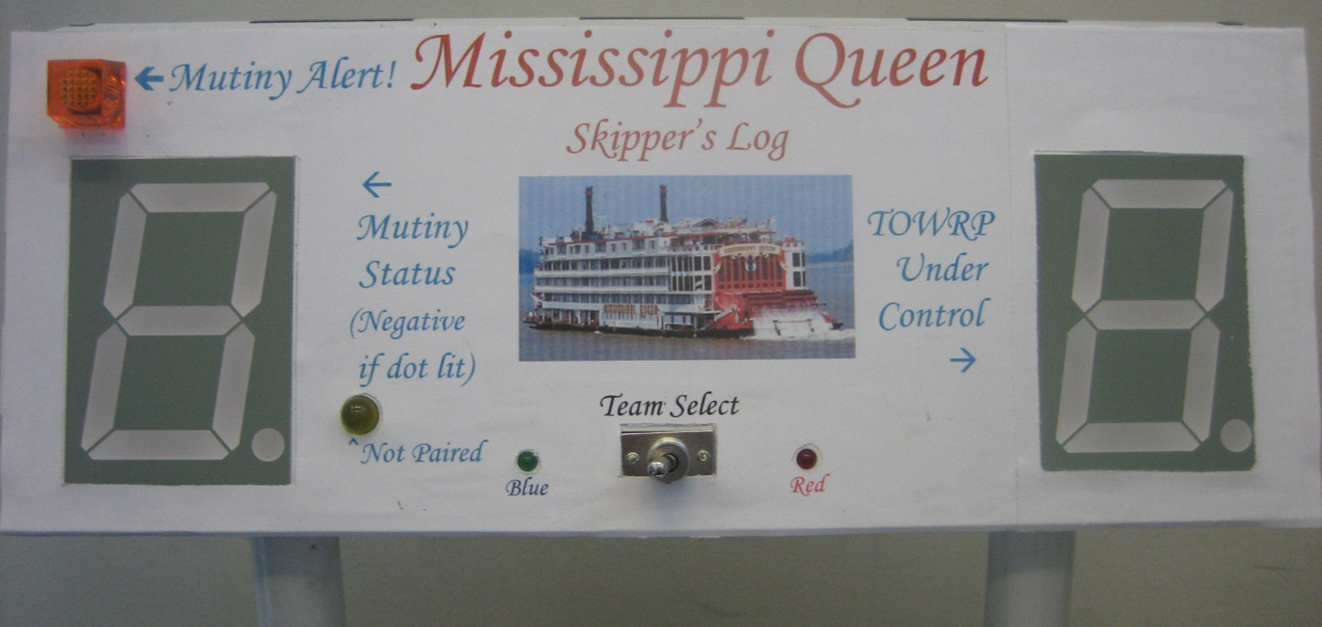 ←Mutiny Alert!
Mississippi Queen
Skipper's Log
←
Mutiny
Status
(Negative
if dot lit)
^Not Paired
TOWRP
Under
Control
→
Team Select
Blue
Red